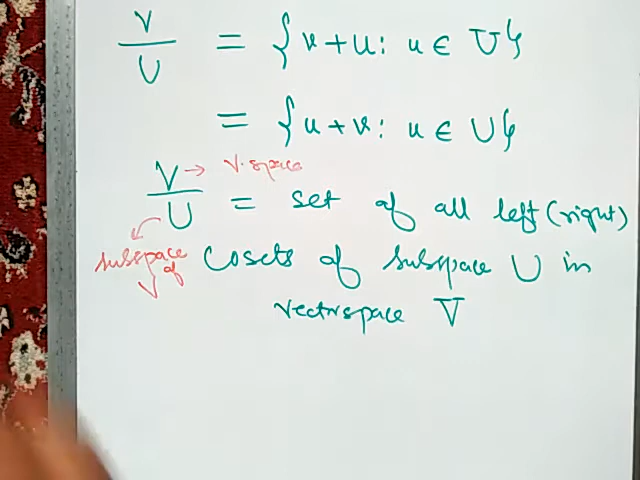 V/U = {v+u: u ∈ U}
= {u+v: u ∈ U}
V/U = set of all left (right)
→ V. space
subspace of V
cosets of subspace U in
vectorspace V